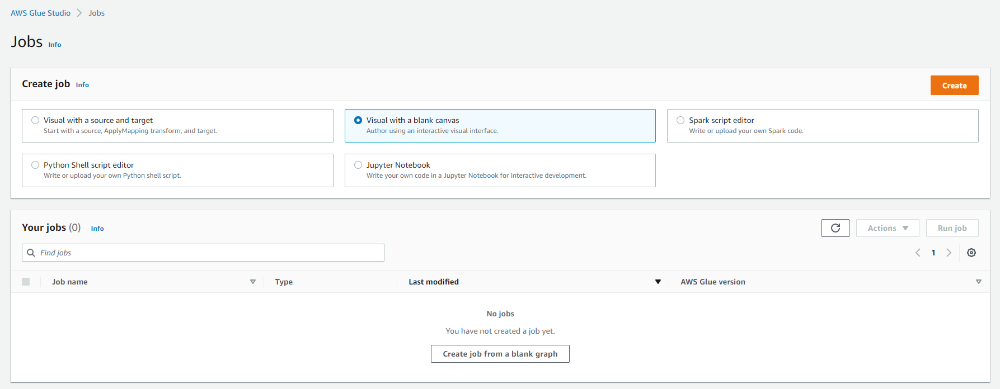 AWS Glue Studio > Jobs
Jobs Info
Create job Info
Create
Visual with a source and target
Start with a source, ApplyMapping transform, and target.
Visual with a blank canvas
Author using an interactive visual interface.
Spark script editor
Write or upload your own Spark code.
Python Shell script editor
Write or upload your own Python shell script.
Jupyter Notebook
Write your own code in a Jupyter Notebook for interactive development.
Your jobs (0) Info
Actions
Run job
Find jobs
1
Job name Type Last modified AWS Glue version
No jobs
You have not created a job yet.
Create job from a blank graph